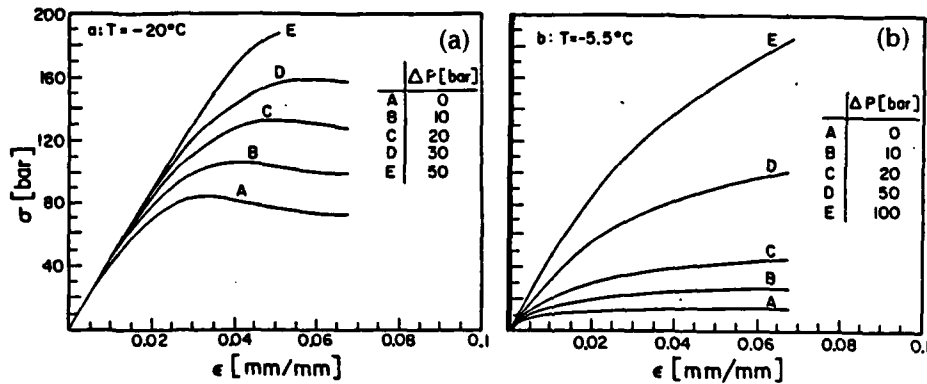 a: T = -20°C
(a)
E
D
C
B
A
ΔP [bar]
A 0
B 10
C 20
D 30
E 50
200
160
120
80
40
σ [bar]
0.02 0.04 0.06 0.08 0.1
ϵ [mm/mm]
b: T=-5.5°C
(b)
E
D
C
B
A
ΔP [bar]
A 0
B 10
C 20
D 50
E 100
0.02 0.04 0.06 0.08 0.1
ϵ [mm/mm]